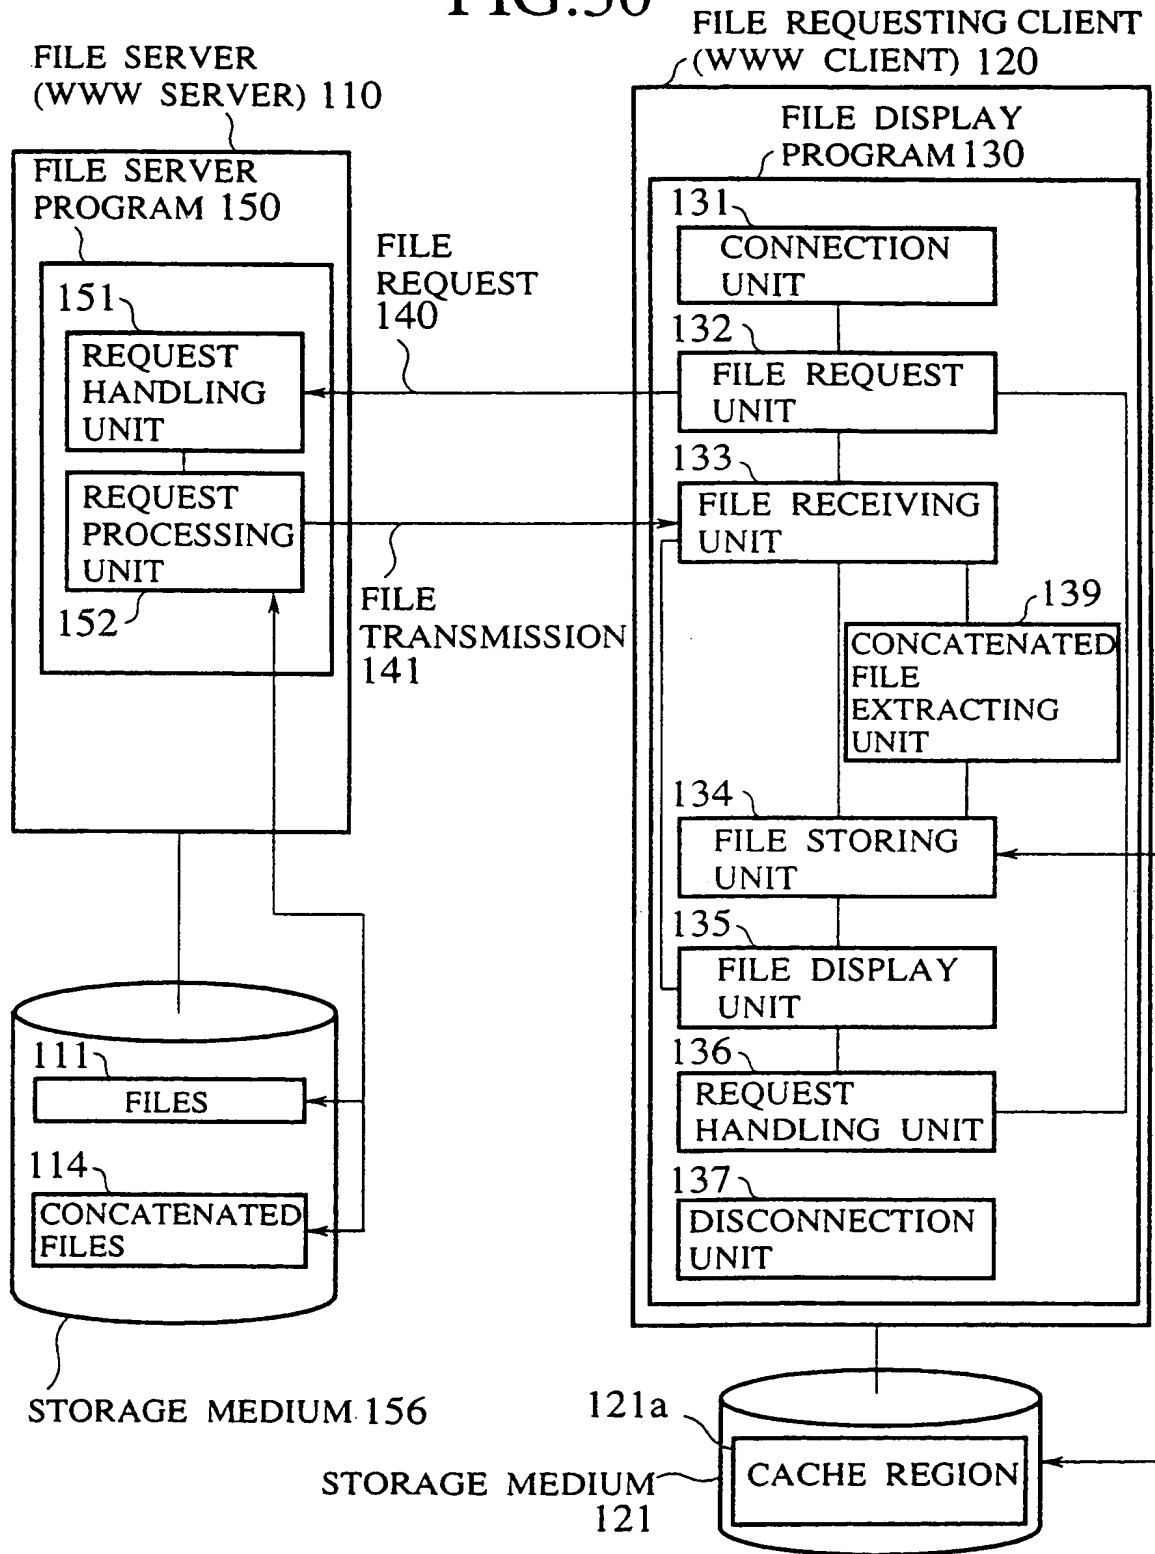 FIG.30
FILE SERVER
(WWW SERVER) 110
FILE SERVER
PROGRAM 150
151
REQUEST
HANDLING
UNIT
REQUEST
PROCESSING
UNIT
152
FILE
REQUEST
140
FILE
TRANSMISSION
141
111
FILES
114
CONCATENATED
FILES
STORAGE MEDIUM 156
FILE REQUESTING CLIENT
(WWW CLIENT) 120
FILE DISPLAY
PROGRAM 130
131
CONNECTION
UNIT
132
FILE REQUEST
UNIT
133
FILE RECEIVING
UNIT
139
CONCATENATED
FILE
EXTRACTING
UNIT
134
FILE STORING
UNIT
135
FILE DISPLAY
UNIT
136
REQUEST
HANDLING UNIT
137
DISCONNECTION
UNIT
121a
CACHE REGION
STORAGE MEDIUM
121